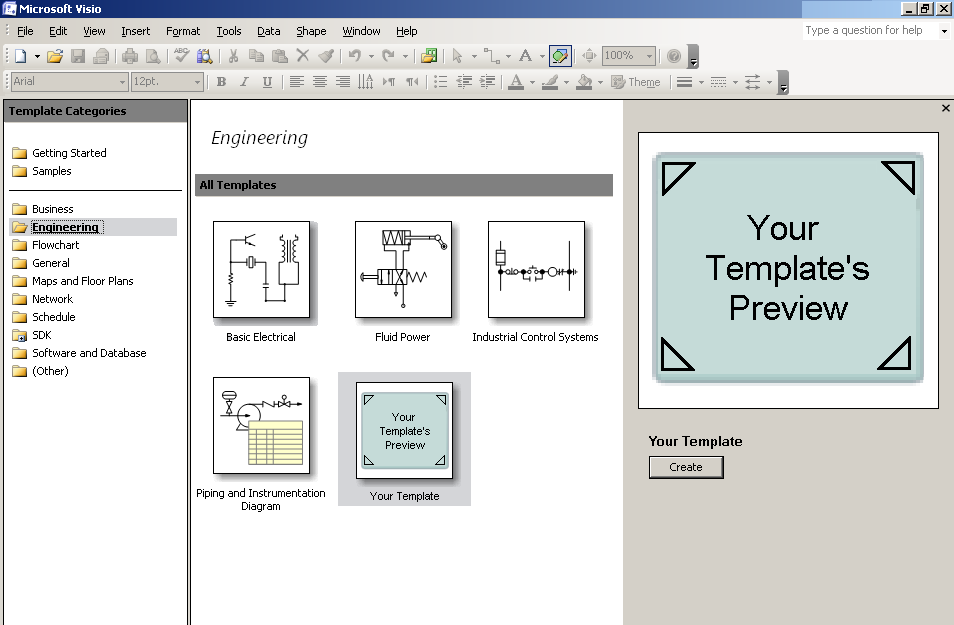 Microsoft Visio
File Edit View Insert Format Tools Data Shape Window Help
Type a question for help
100%
Arial 12pt. B I U Theme
Template Categories
Getting Started
Samples
Business
Engineering
Flowchart
General
Maps and Floor Plans
Network
Schedule
SDK
Software and Database
(Other)
Engineering
All Templates
Basic Electrical
Fluid Power
Industrial Control Systems
Piping and Instrumentation
Diagram
Your
Template's
Preview
Your Template
Your
Template's
Preview
Your Template
Create